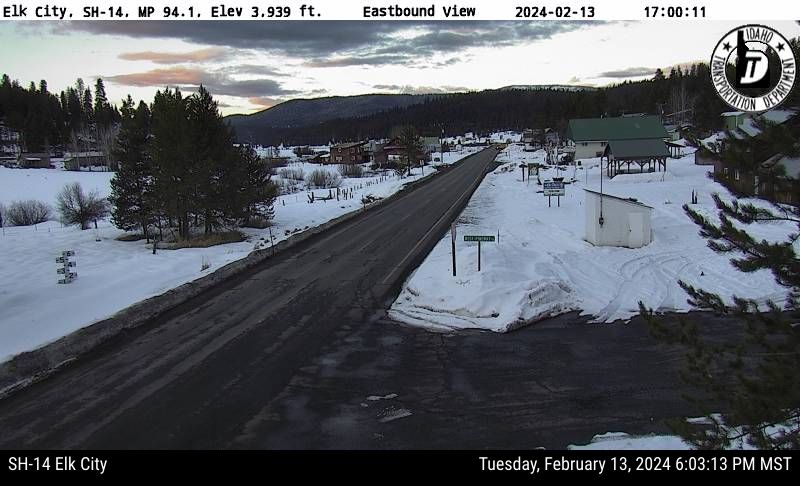 Elk City, SH-14, MP 94.1, Elev 3,939 ft. Eastbound View 2024-02-13 17:00:11
IDAHO
TRANSPORTATION DEPARTMENT
SH-14 Elk City Tuesday, February 13, 2024 6:03:13 PM MST